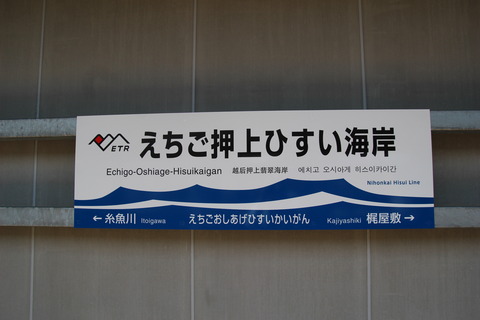 ETR えちご押上ひすい海岸
Echigo-Oshiage-Hisuikaigan 越后押上翡翠海岸 에치고 오시아게 히스이카이간
Nihonkai Hisui Line
← 糸魚川 Itoigawa えちごおしあげひすいかいがん Kajiyashiki 梶屋敷 →